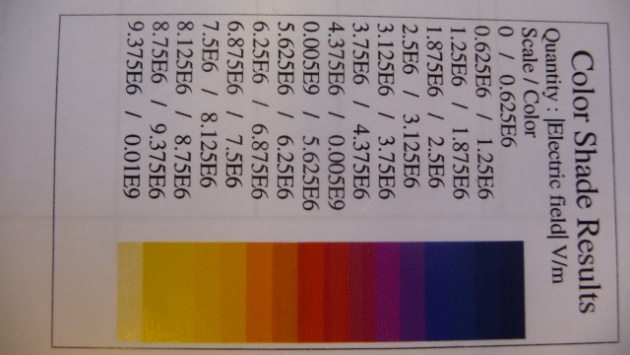 Color Shade Results
Quantity : |Electric field| V/m
Scale / Color
0 / 0.625E6
0.625E6 / 1.25E6
1.25E6 / 1.875E6
1.875E6 / 2.5E6
2.5E6 / 3.125E6
3.125E6 / 3.75E6
3.75E6 / 4.375E6
4.375E6 / 0.005E9
0.005E9 / 5.625E6
5.625E6 / 6.25E6
6.25E6 / 6.875E6
6.875E6 / 7.5E6
7.5E6 / 8.125E6
8.125E6 / 8.75E6
8.75E6 / 9.375E6
9.375E6 / 0.01E9